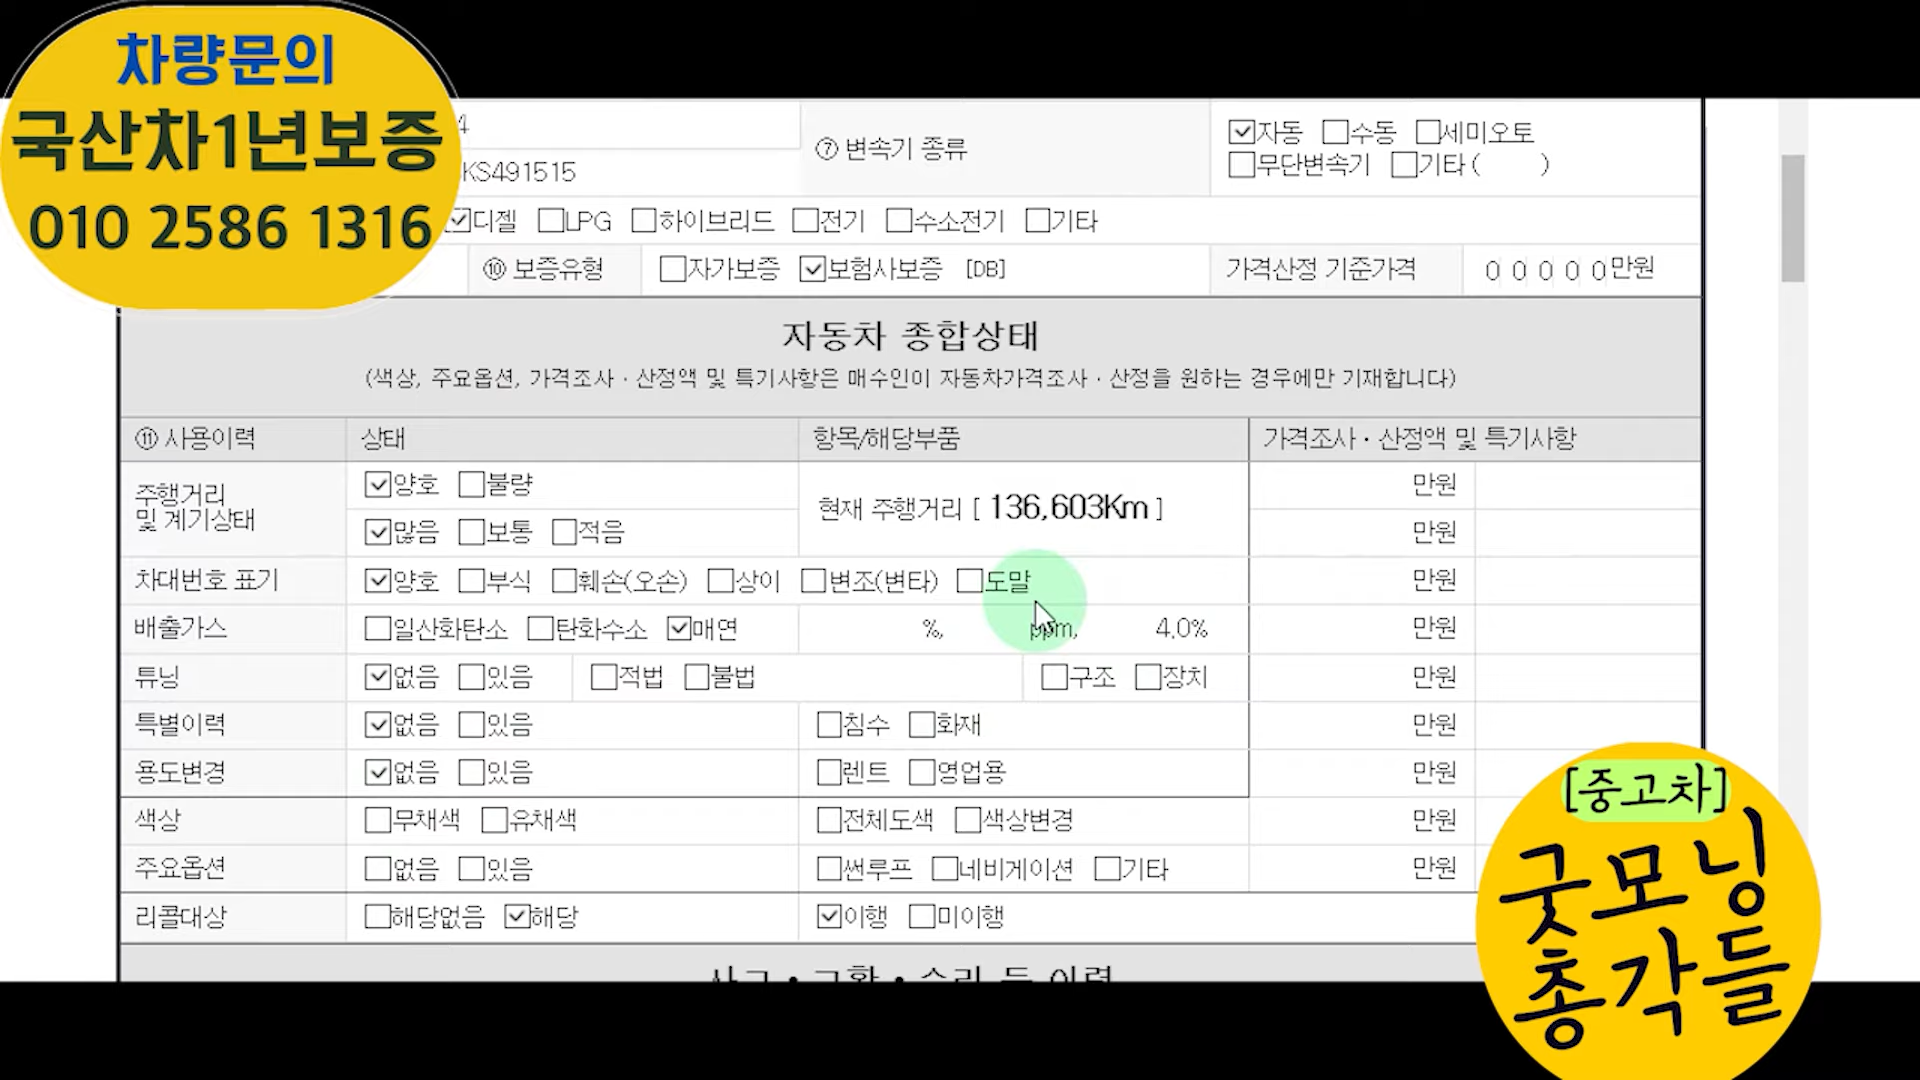 차량문의
국산차1년보증
010 2586 1316
4
KS491515
⑦ 변속기 종류
자동 수동 세미오토
무단변속기 기타 ( )
디젤 LPG 하이브리드 전기 수소전기 기타
⑩ 보증유형 자가보증 보험사보증 [DB] 가격산정 기준가격 0 0 0 0 0만원
자동차 종합상태
(색상, 주요옵션, 가격조사·산정액 및 특기사항은 매수인이 자동차가격조사·산정을 원하는 경우에만 기재합니다)
⑪ 사용이력 상태 항목/해당부품 가격조사·산정액 및 특기사항
주행거리
및 계기상태
양호 불량 만원
현재 주행거리 [ 136,603Km ]
많음 보통 적음 만원
차대번호 표기 양호 부식 훼손(오손) 상이 변조(변타) 도말 만원
배출가스 일산화탄소 탄화수소 매연 %, ppm, 4.0% 만원
튜닝 없음 있음 적법 불법 구조 장치 만원
특별이력 없음 있음 침수 화재 만원
용도변경 없음 있음 렌트 영업용 만원
색상 무채색 유채색 전체도색 색상변경 만원
주요옵션 없음 있음 썬루프 네비게이션 기타 만원
리콜대상 해당없음 해당 이행 미이행
사고·교환·수리 등 이력
[중고차]
굿모닝
총각들